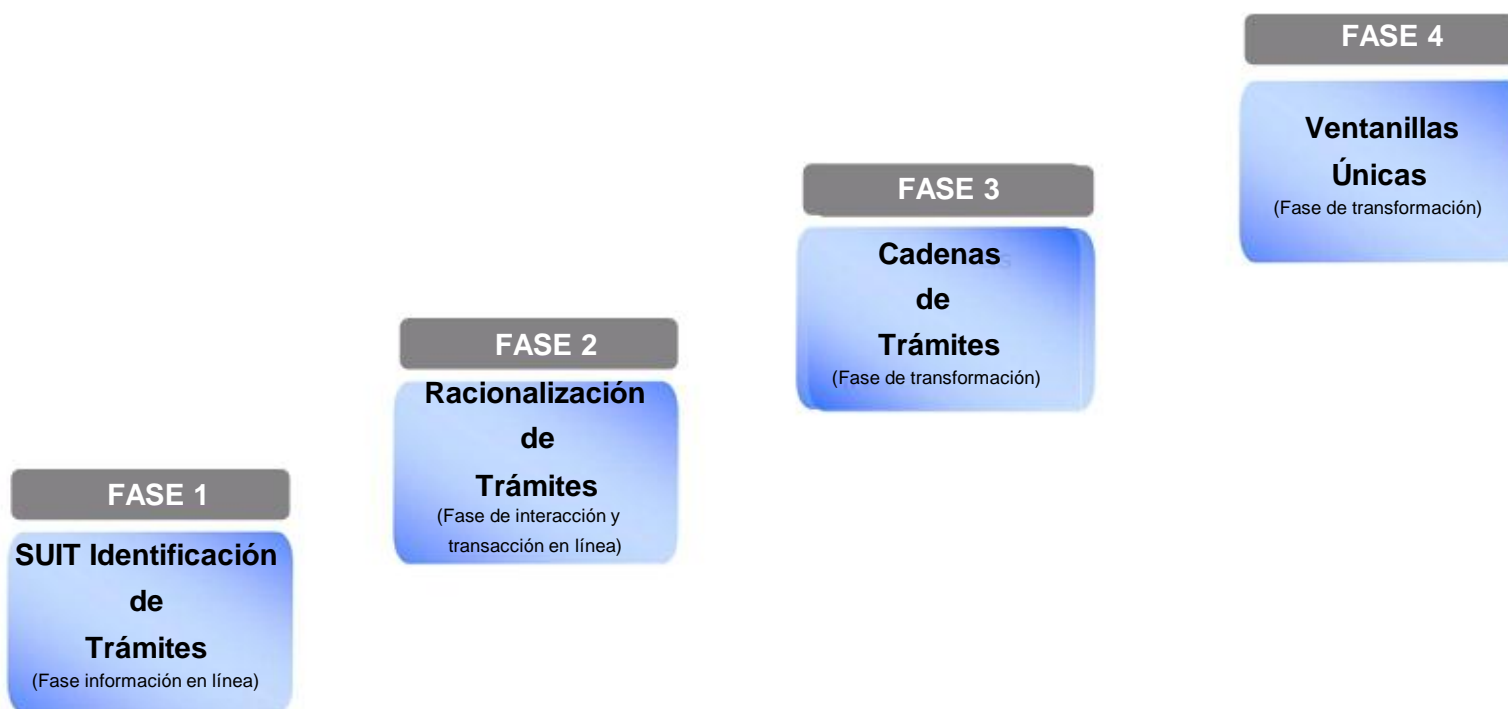 FASE 1
SUIT Identificación
de
Trámites
(Fase información en línea)
FASE 2
Racionalización
de
Trámites
(Fase de interacción y
transacción en línea)
FASE 3
Cadenas
de
Trámites
(Fase de transformación)
FASE 4
Ventanillas
Únicas
(Fase de transformación)